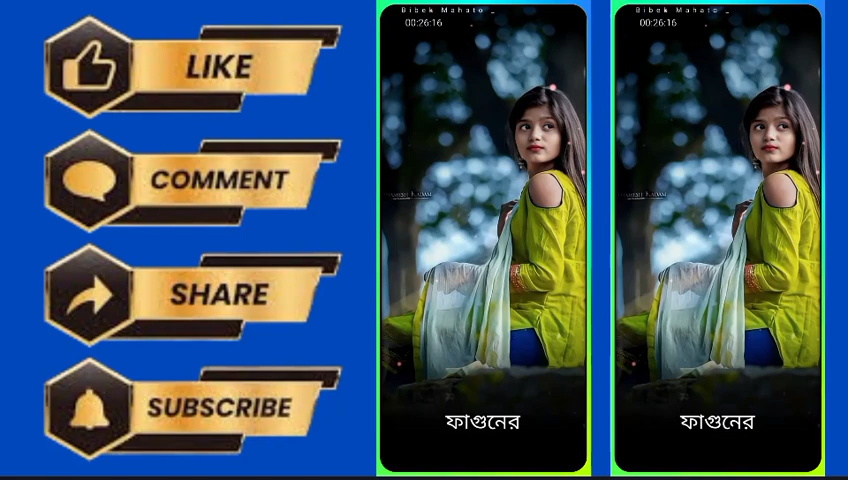 LIKE
COMMENT
SHARE
SUBSCRIBE
Bibek Mahato _
00:26:16
ফাগুনের
Bibek Mahato _
00:26:16
ফাগুনের